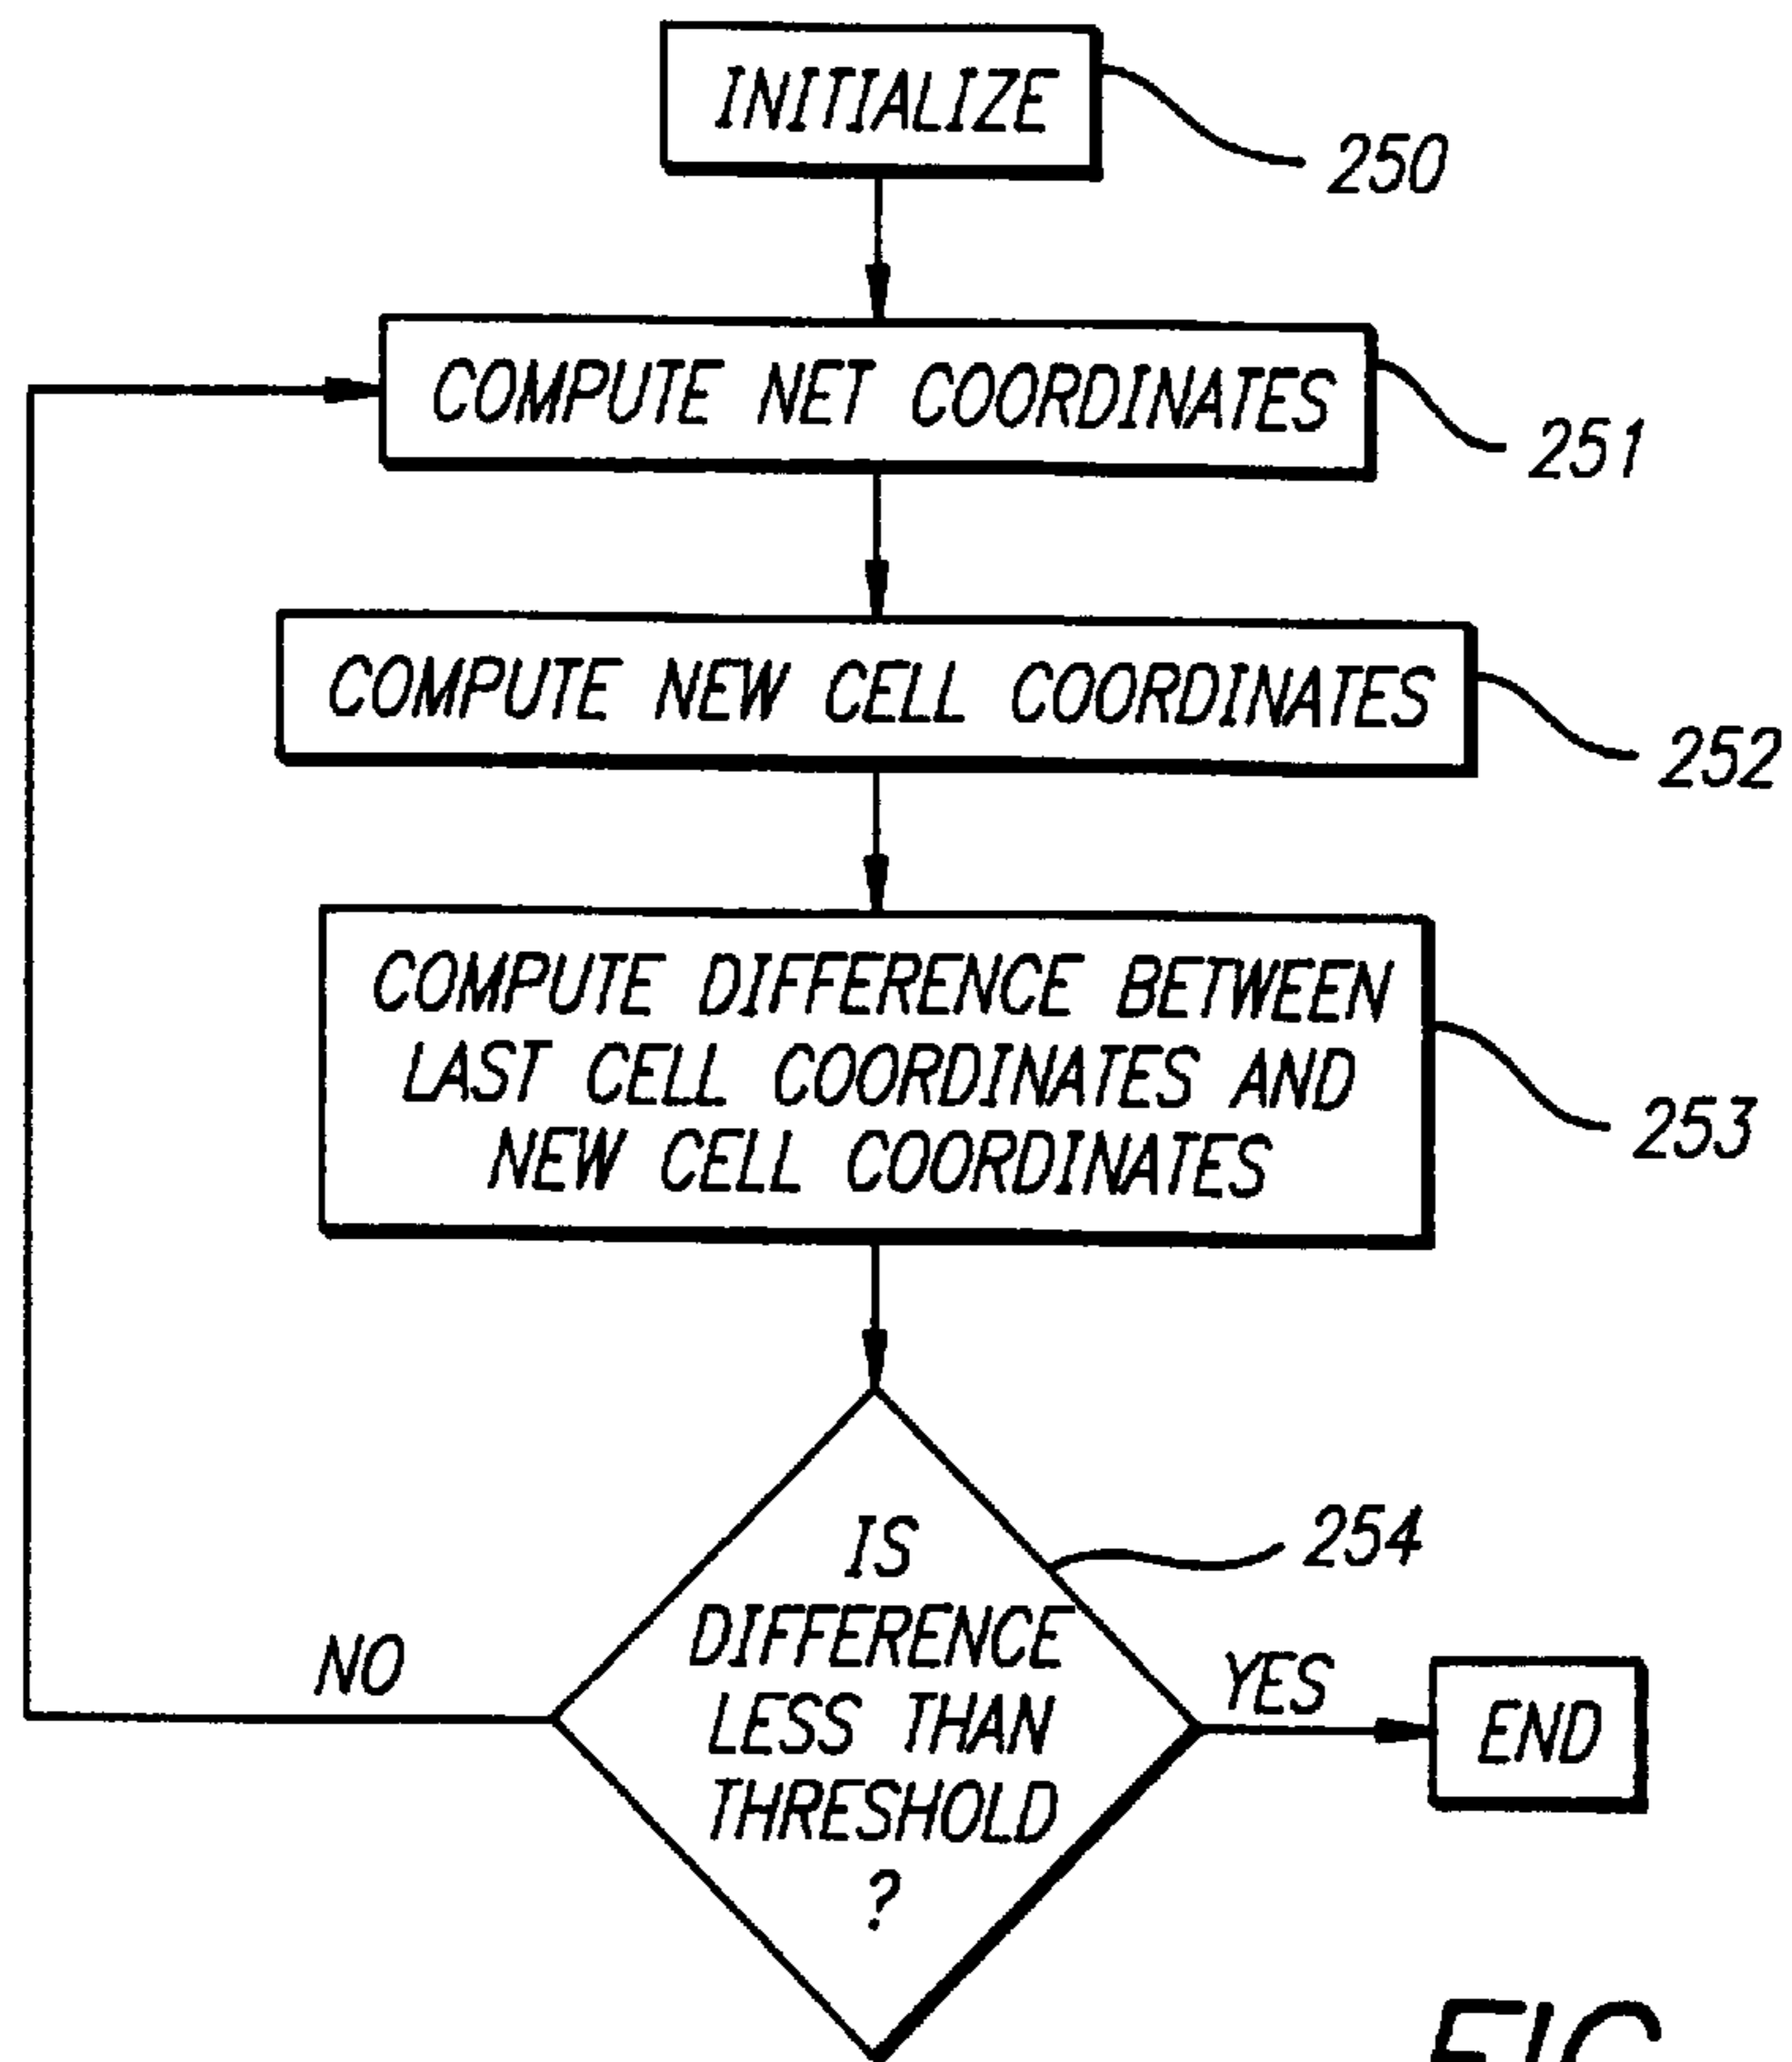 INITIALIZE
250
COMPUTE NET COORDINATES
251
COMPUTE NEW CELL COORDINATES
252
COMPUTE DIFFERENCE BETWEEN
LAST CELL COORDINATES AND
NEW CELL COORDINATES
253
IS
DIFFERENCE
LESS THAN
THRESHOLD
?
254
NO
YES
END